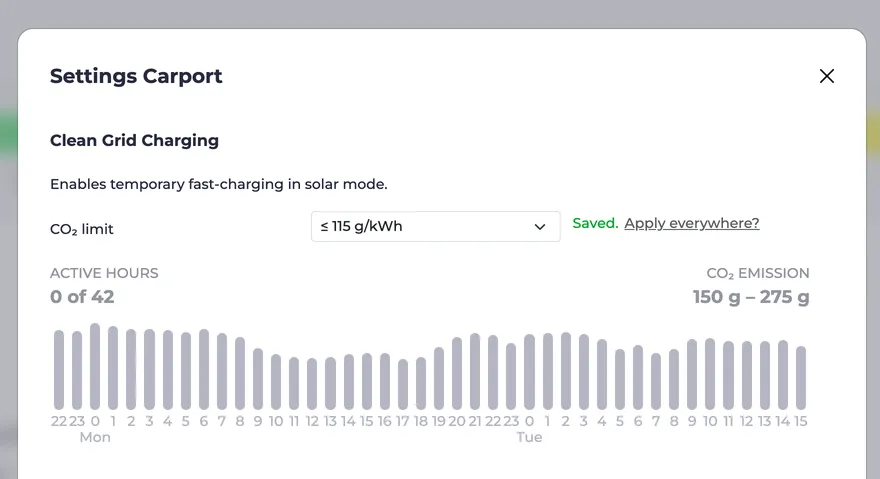 Settings Carport
Clean Grid Charging
Enables temporary fast-charging in solar mode.
CO₂ limit
≤ 115 g/kWh
Saved. Apply everywhere?
ACTIVE HOURS
CO₂ EMISSION
0 of 42
150 g – 275 g
22 23 0 1 2 3 4 5 6 7 8 9 10 11 12 13 14 15 16 17 18 19 20 21 22 23 0 1 2 3 4 5 6 7 8 9 10 11 12 13 14 15
Mon Tue